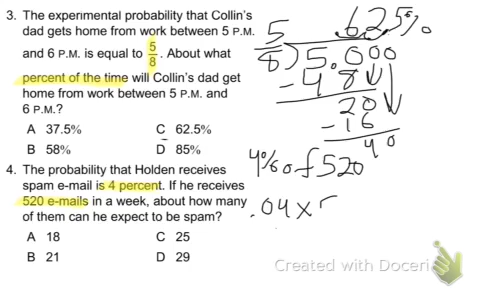 3. The experimental probability that Collin's
dad gets home from work between 5 P.M.
and 6 P.M. is equal to 5/8. About what
percent of the time will Collin's dad get
home from work between 5 P.M. and
6 P.M.?
A 37.5% C 62.5%
B 58% D 85%
4. The probability that Holden receives
spam e-mail is 4 percent. If he receives
520 e-mails in a week, about how many
of them can he expect to be spam?
A 18 C 25
B 21 D 29
.625%
5
8)5.000
-48
20
-16
40
4% of 520
.04 x
Created with Doceri